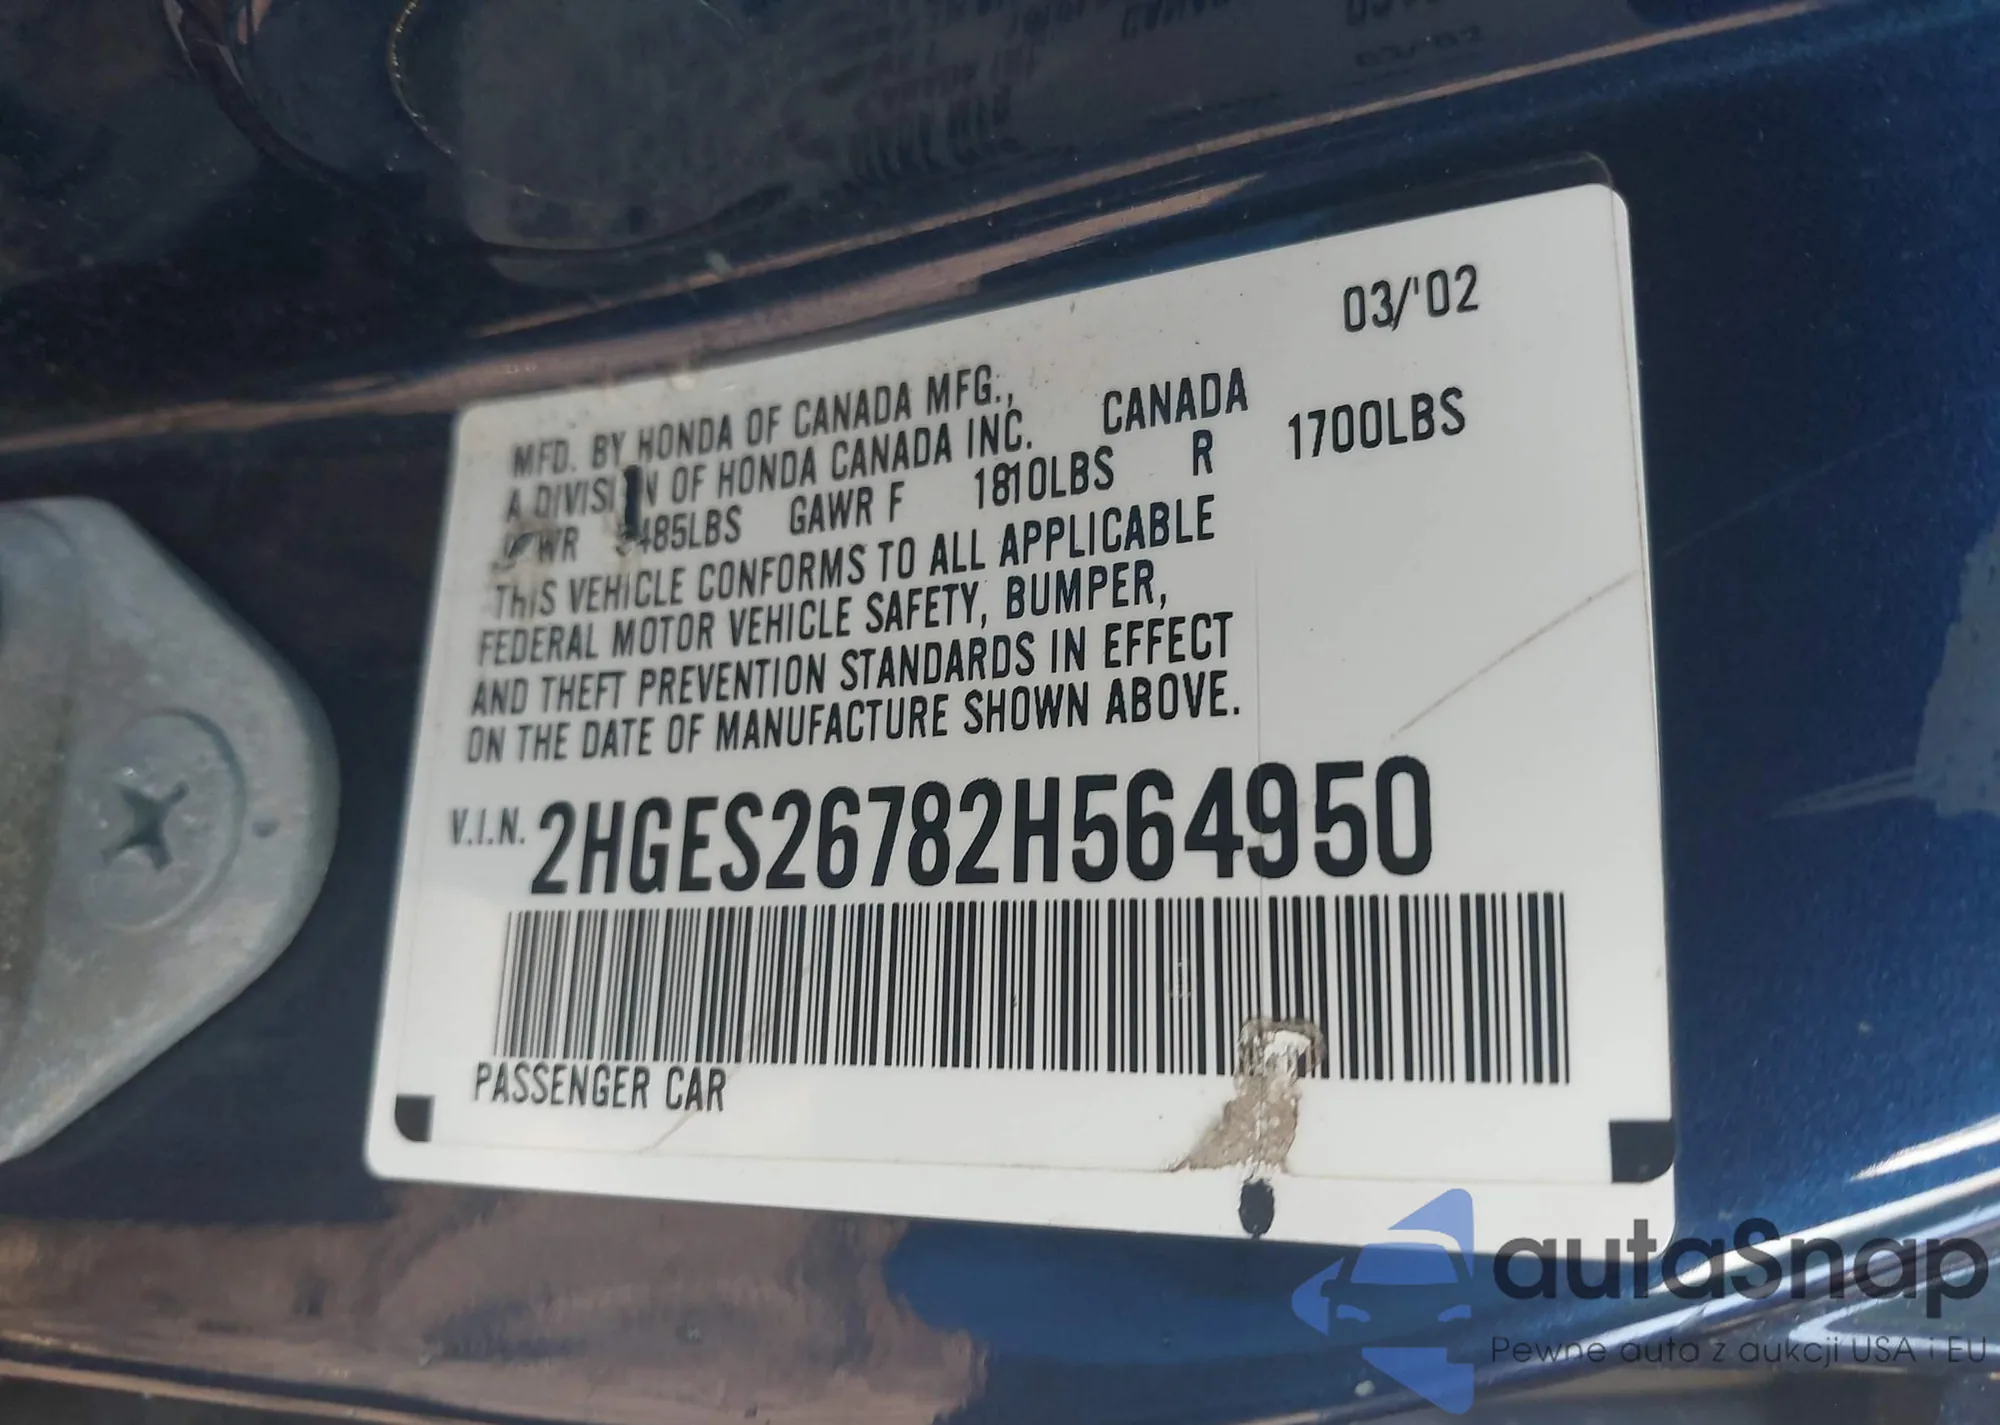 03/'02
MFD. BY HONDA OF CANADA MFG.,
A DIVISION OF HONDA CANADA INC. CANADA
485LBS GAWR F 1810LBS R 1700LBS
THIS VEHICLE CONFORMS TO ALL APPLICABLE
FEDERAL MOTOR VEHICLE SAFETY, BUMPER,
AND THEFT PREVENTION STANDARDS IN EFFECT
ON THE DATE OF MANUFACTURE SHOWN ABOVE.
V.I.N. 2HGES26782H564950
PASSENGER CAR
autaSnap
Pewne auta z aukcji USA i EU